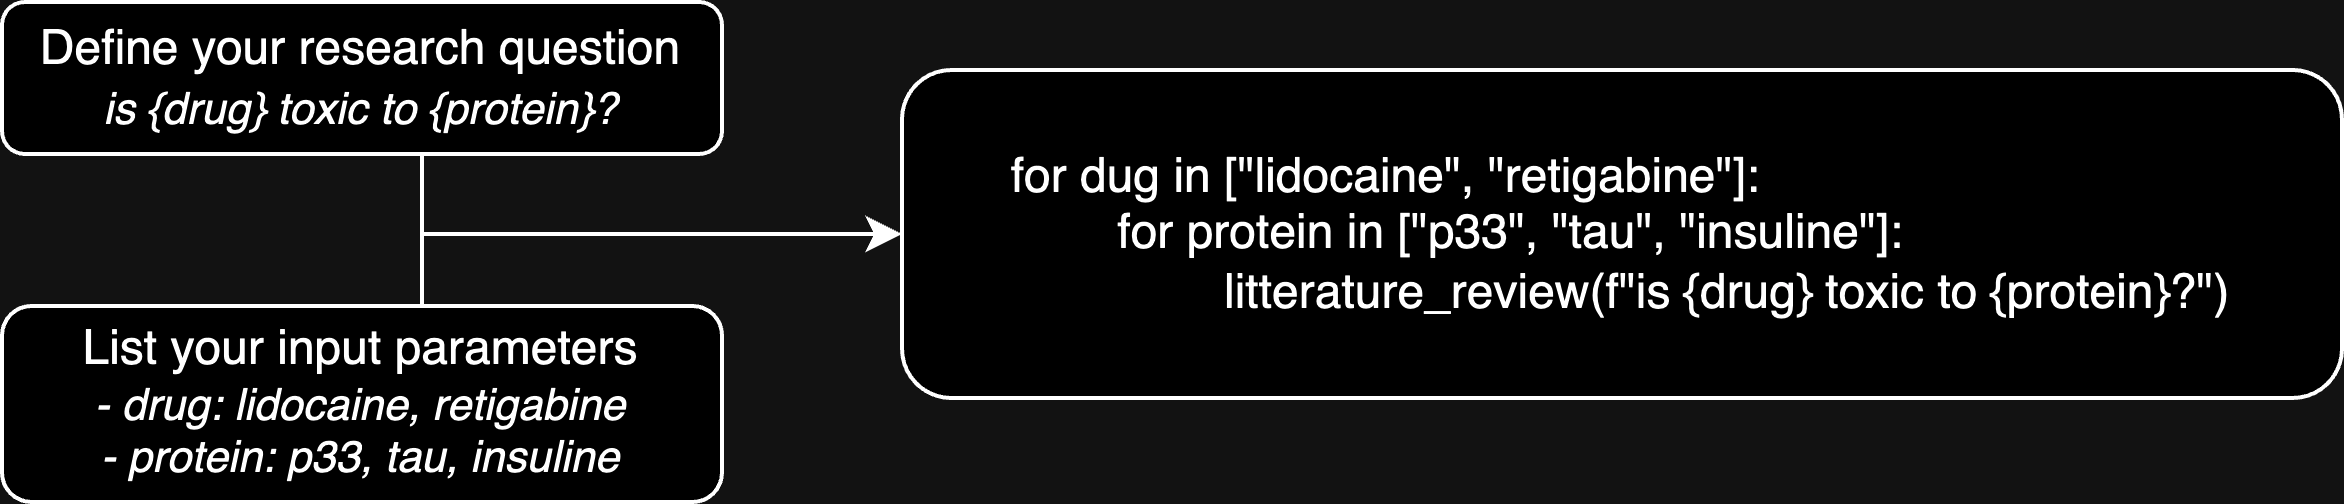 Define your research question
is {drug} toxic to {protein}?
List your input parameters
- drug: lidocaine, retigabine
- protein: p33, tau, insuline
for dug in ["lidocaine", "retigabine"]:
for protein in ["p33", "tau", "insuline"]:
litterature_review(f"is {drug} toxic to {protein}?")